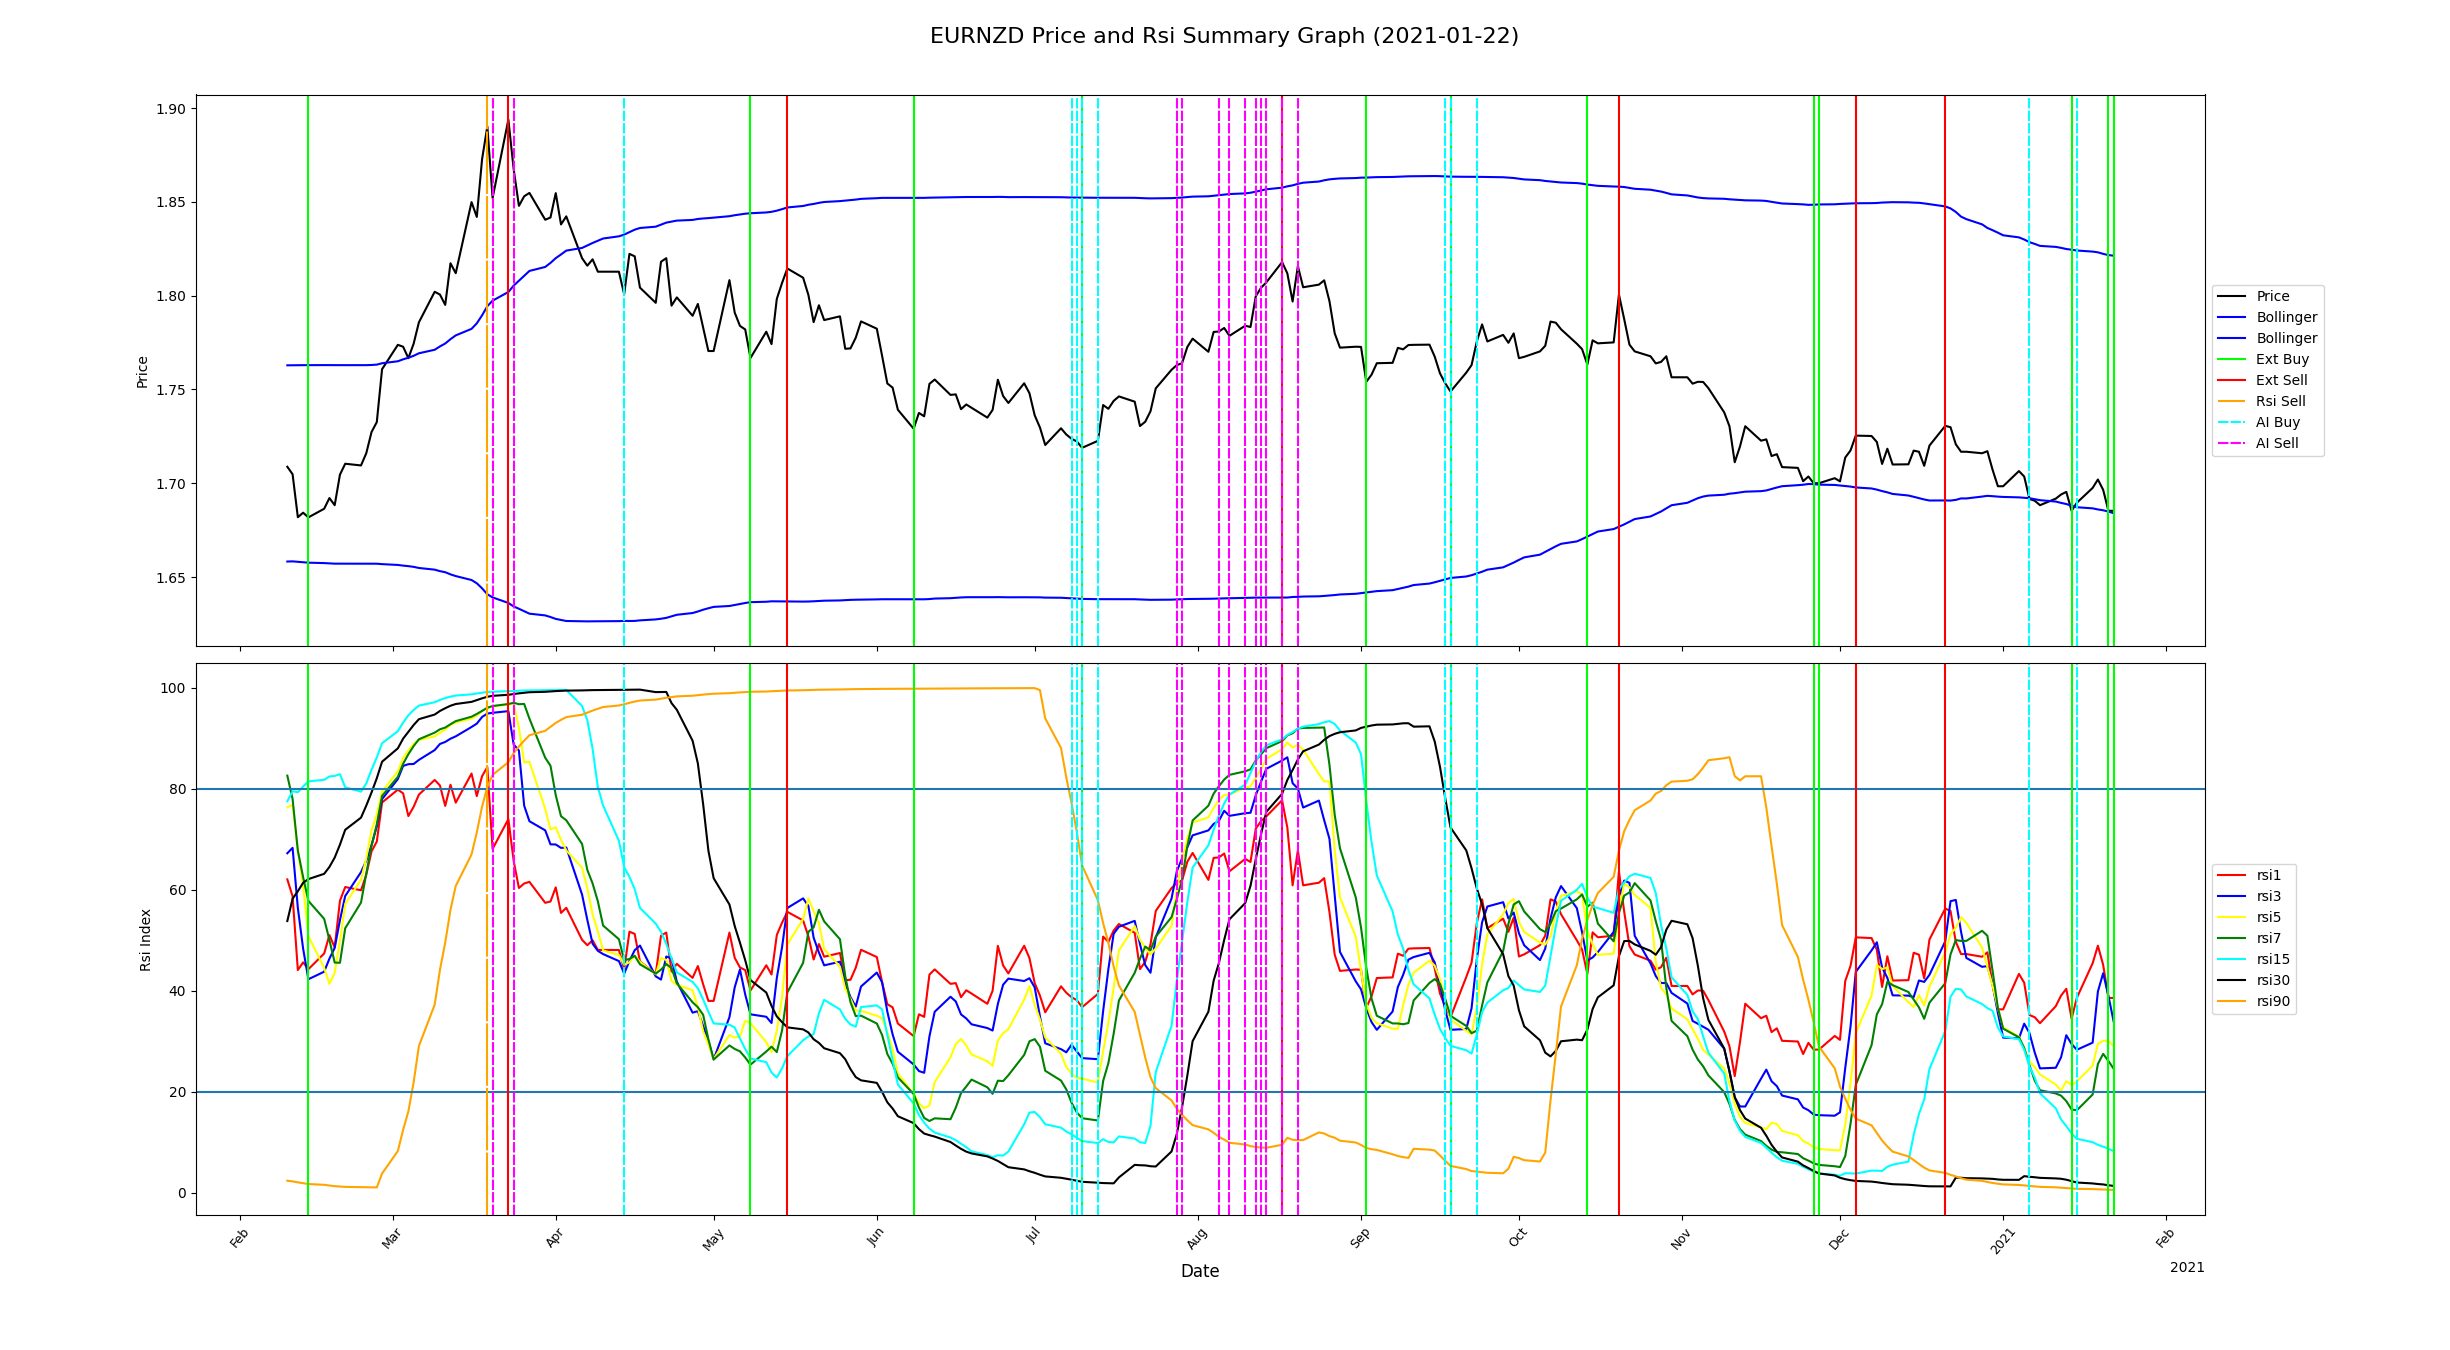 EURNZD Price and Rsi Summary Graph (2021-01-22)
1.90
1.85
1.80
1.75
1.70
1.65
Price
Price
Bollinger
Bollinger
Ext Buy
Ext Sell
Rsi Sell
AI Buy
AI Sell
100
80
60
40
20
0
Rsi Index
rsi1
rsi3
rsi5
rsi7
rsi15
rsi30
rsi90
Feb
Mar
Apr
May
Jun
Jul
Aug
Sep
Oct
Nov
Dec
2021
Feb
Date
2021